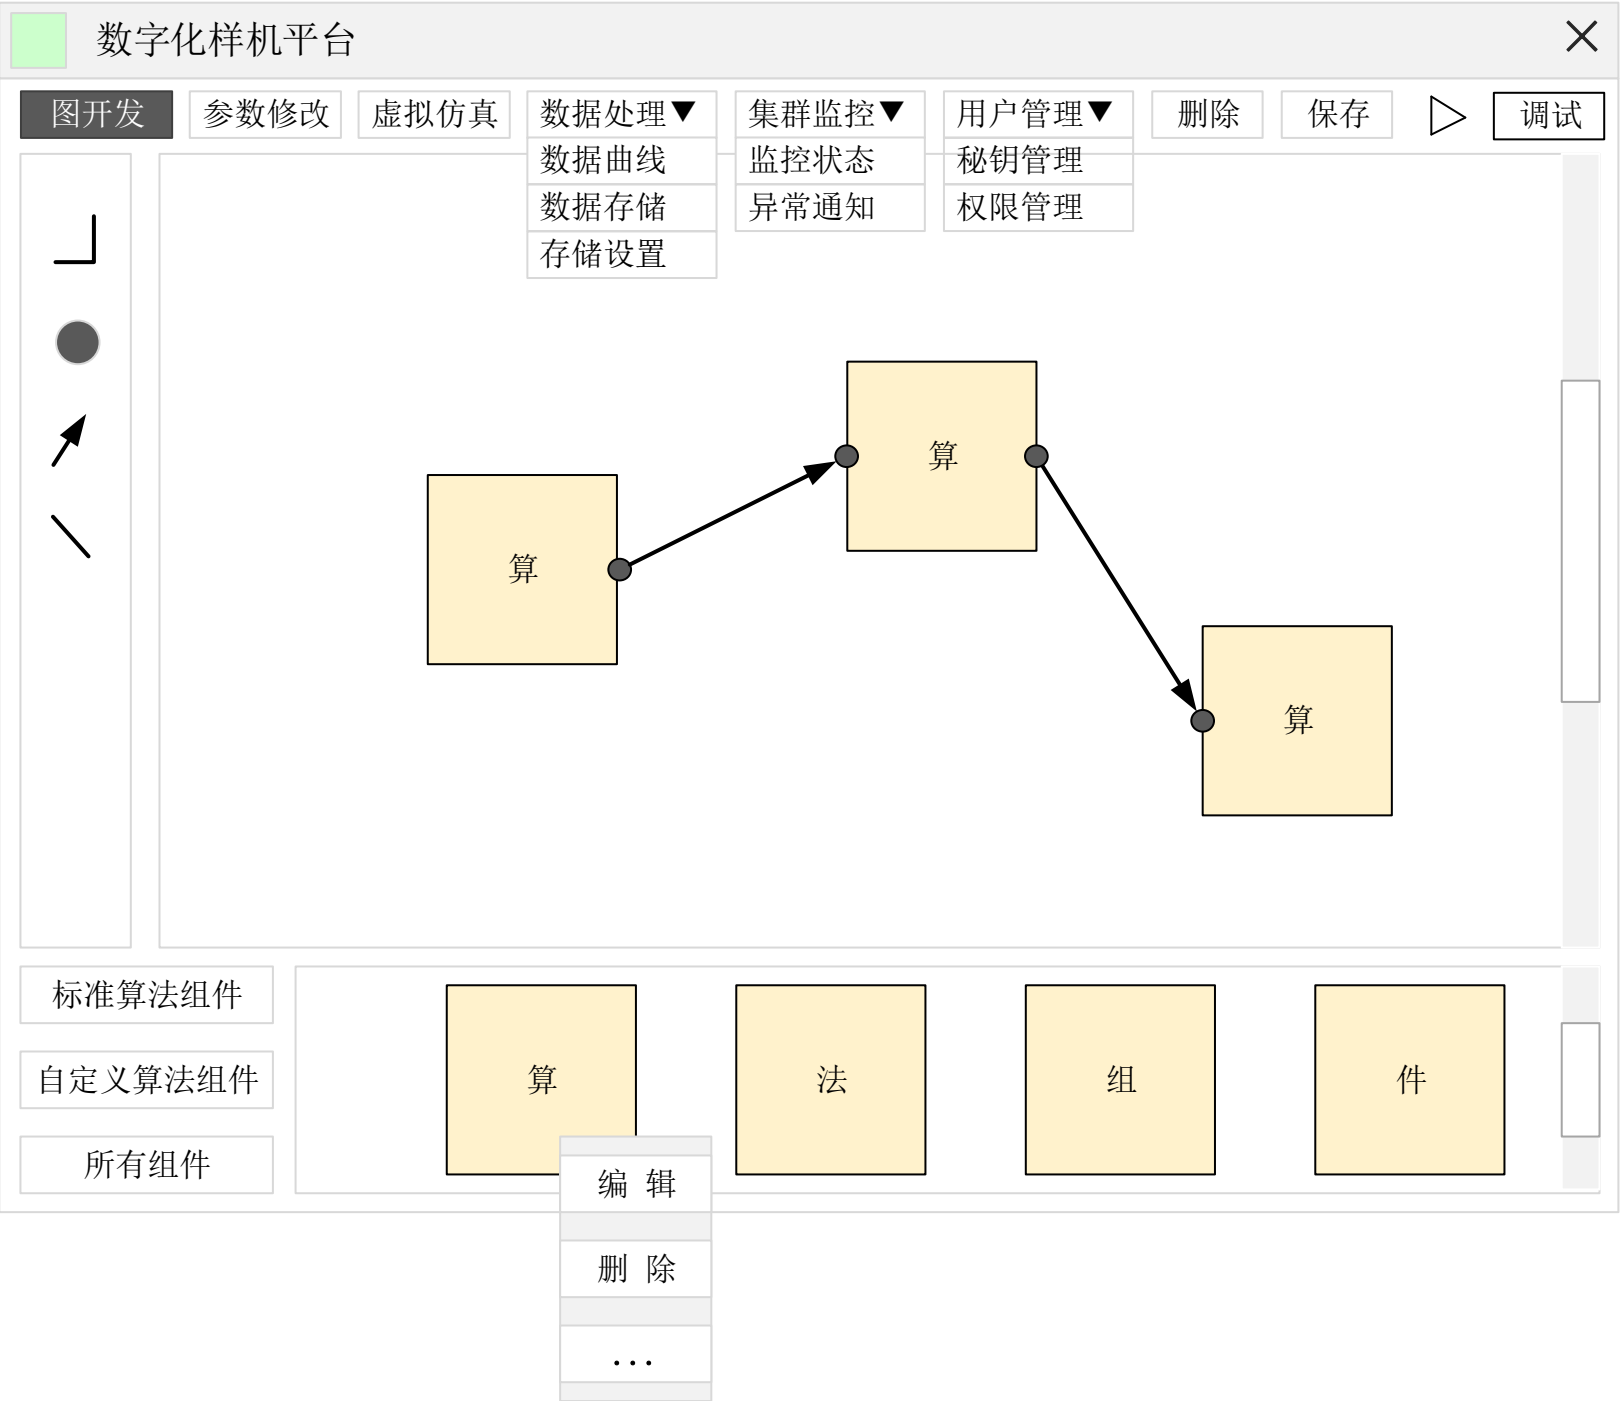 数字化样机平台
图开发 参数修改 虚拟仿真 数据处理▼ 集群监控▼ 用户管理▼ 删除 保存 调试
数据曲线 监控状态 秘钥管理
数据存储 异常通知 权限管理
存储设置
算
算
算
标准算法组件
自定义算法组件
所有组件
算 法 组 件
编 辑
删 除
...